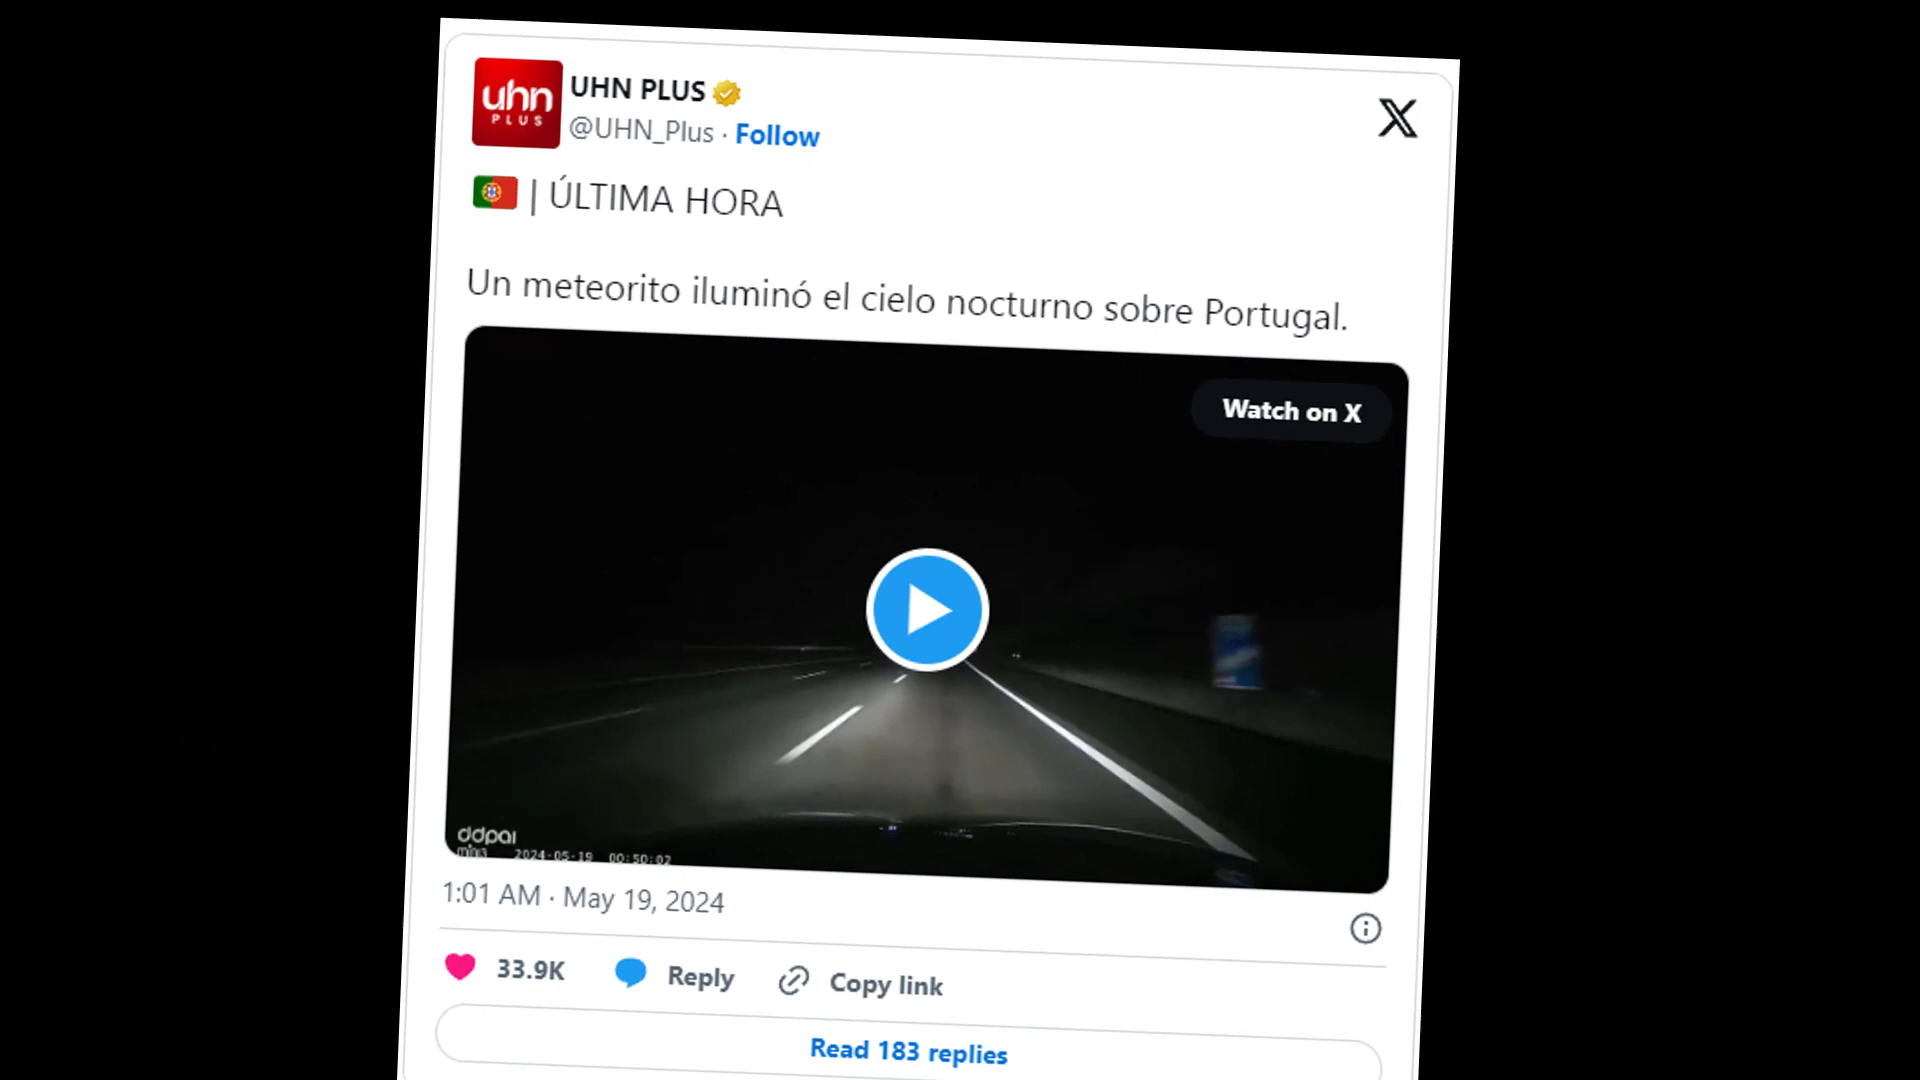 uhn
PLUS
UHN PLUS
@UHN_Plus · Follow
X
| ÚLTIMA HORA
Un meteorito iluminó el cielo nocturno sobre Portugal.
Watch on X
ddpai
mini3 2024-05-19 00:50:02
1:01 AM · May 19, 2024
33.9K Reply Copy link
Read 183 replies